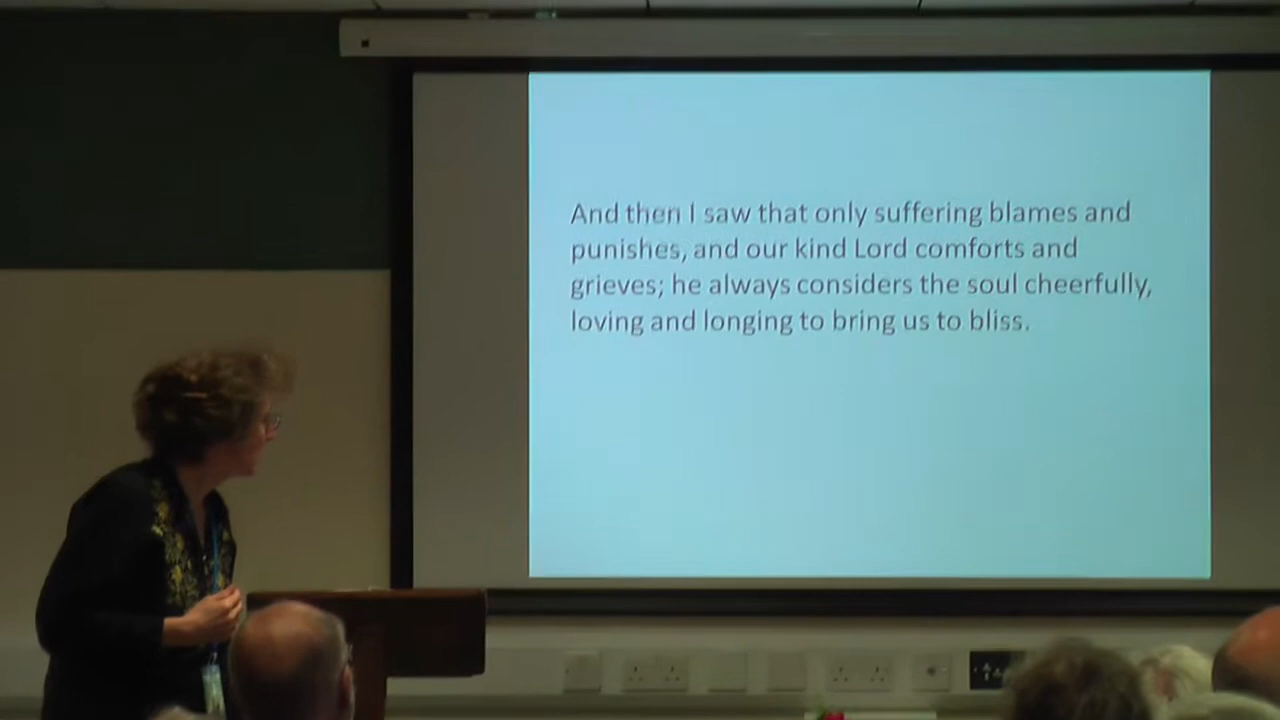 And then I saw that only suffering blames and
punishes, and our kind Lord comforts and
grieves; he always considers the soul cheerfully,
loving and longing to bring us to bliss.